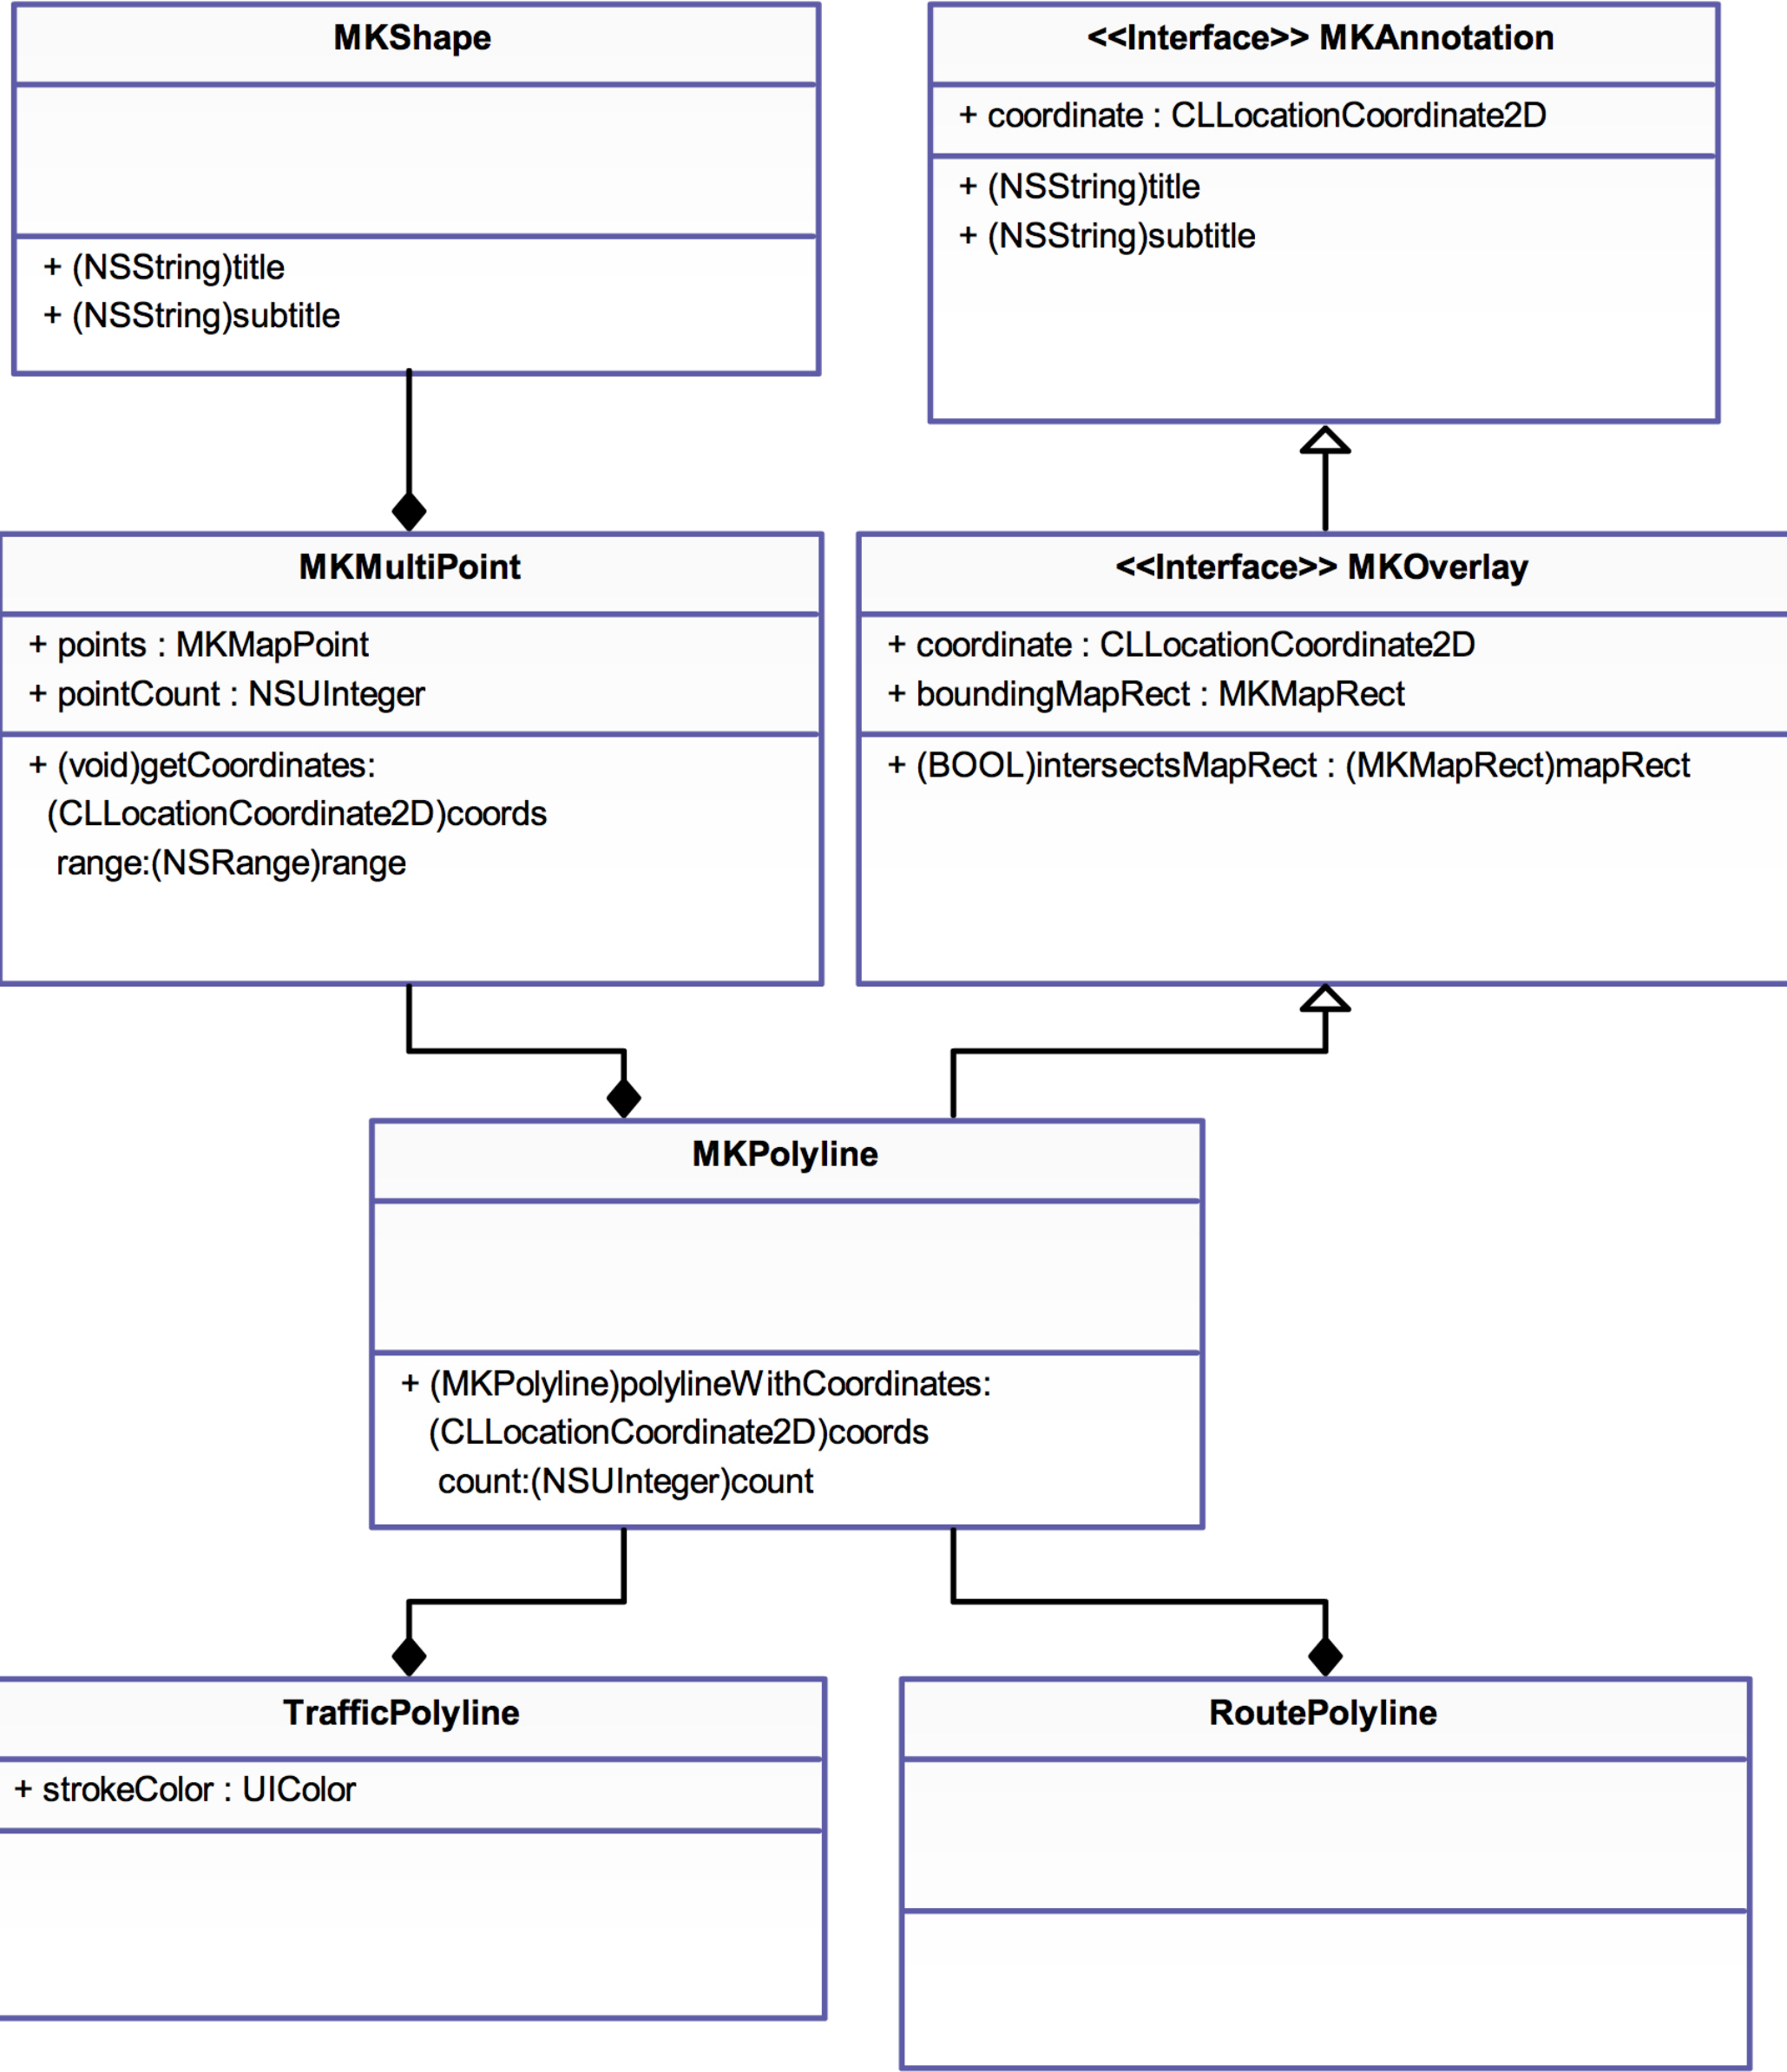 MKShape
+ (NSString)title
+ (NSString)subtitle
<<Interface>> MKAnnotation
+ coordinate : CLLocationCoordinate2D
+ (NSString)title
+ (NSString)subtitle
MKMultiPoint
+ points : MKMapPoint
+ pointCount : NSUInteger
+ (void)getCoordinates:
(CLLocationCoordinate2D)coords
range:(NSRange)range
<<Interface>> MKOverlay
+ coordinate : CLLocationCoordinate2D
+ boundingMapRect : MKMapRect
+ (BOOL)intersectsMapRect : (MKMapRect)mapRect
MKPolyline
+ (MKPolyline)polylineWithCoordinates:
(CLLocationCoordinate2D)coords
count:(NSUInteger)count
TrafficPolyline
+ strokeColor : UIColor
RoutePolyline